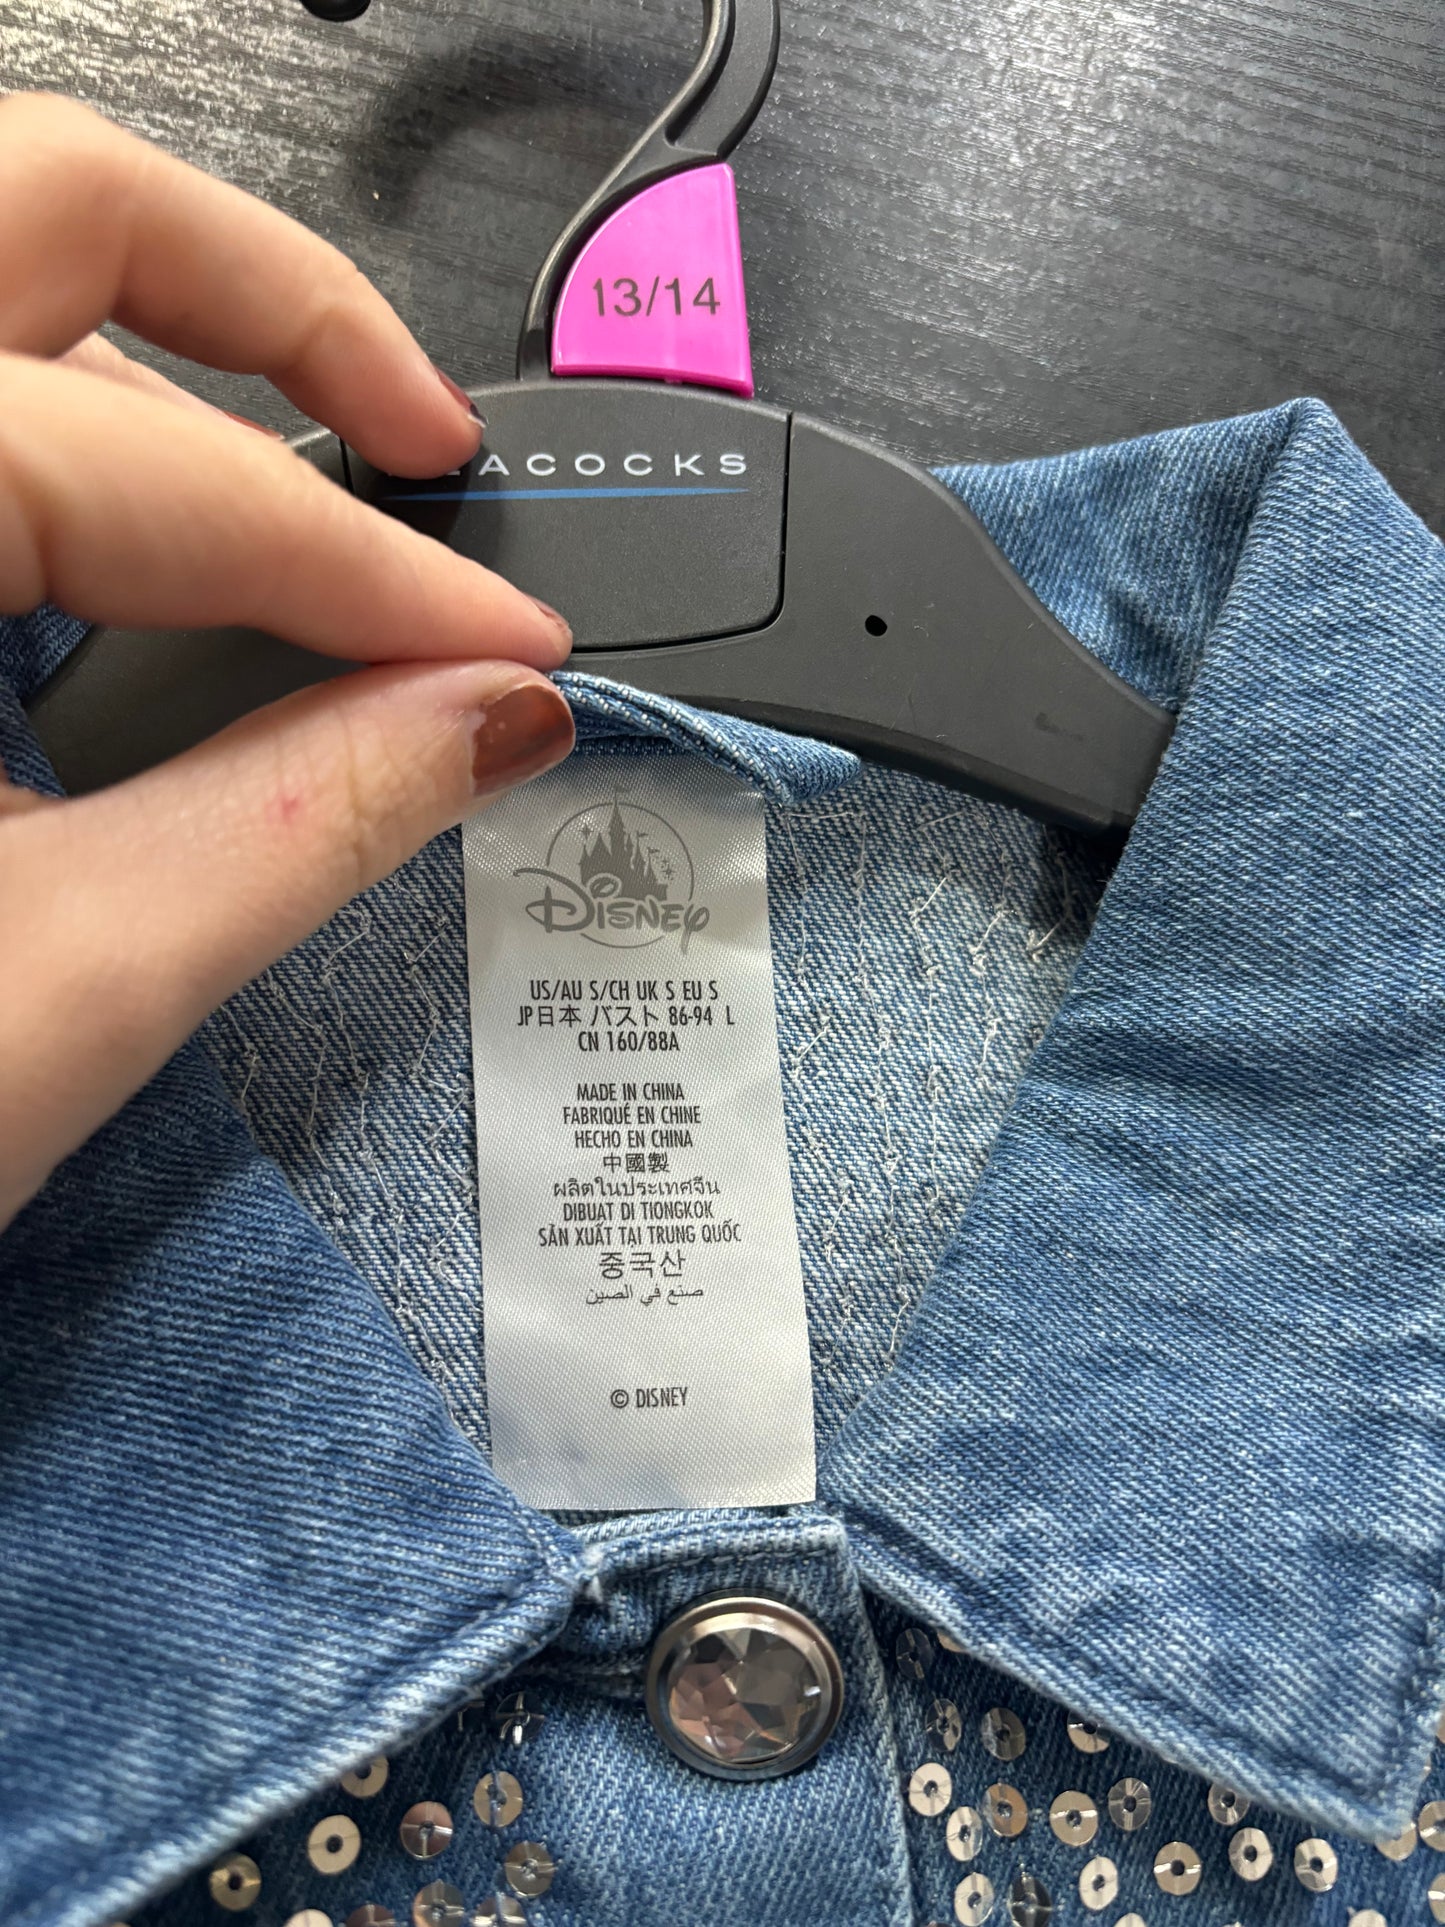 13/14
ACOCKS
Disney
US/AU S/CH UK S EU S
JP日本 バスト 86-94 L
CN 160/88A
MADE IN CHINA
FABRIQUÉ EN CHINE
HECHO EN CHINA
中國製
ผลิตในประเทศจีน
DIBUAT DI TIONGKOK
SẢN XUẤT TẠI TRUNG QUỐC
중국산
صنع في الصين
© DISNEY